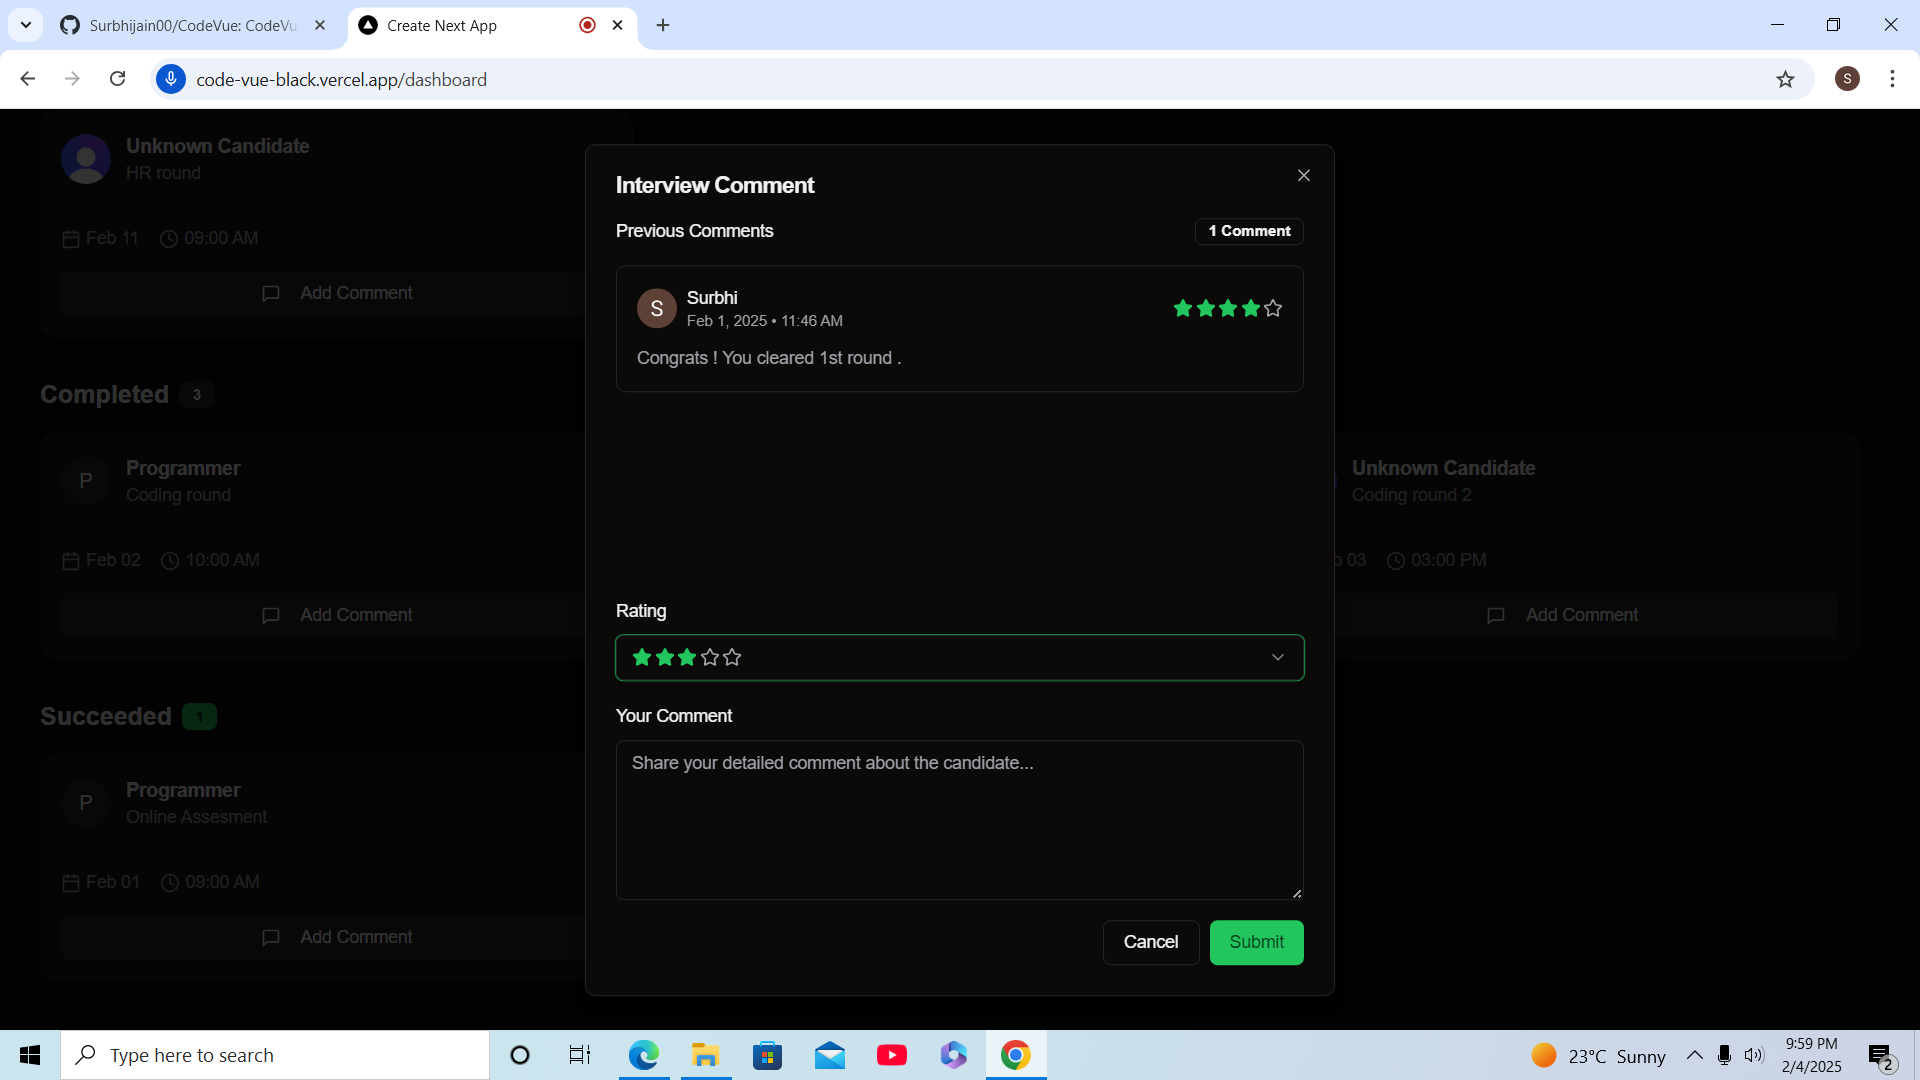 Surbhijain00/CodeVue: CodeVu
Create Next App
code-vue-black.vercel.app/dashboard
S
Unknown Candidate
HR round
Feb 11 09:00 AM
Add Comment
Completed 3
P
Programmer
Coding round
Feb 02 10:00 AM
Add Comment
Succeeded 1
P
Programmer
Online Assesment
Feb 01 09:00 AM
Add Comment
Interview Comment
Previous Comments
1 Comment
S
Surbhi
Feb 1, 2025 • 11:46 AM
Congrats ! You cleared 1st round .
Rating
Your Comment
Share your detailed comment about the candidate...
Cancel
Submit
Unknown Candidate
Coding round 2
03 03:00 PM
Add Comment
Type here to search
23°C Sunny
9:59 PM
2/4/2025
2